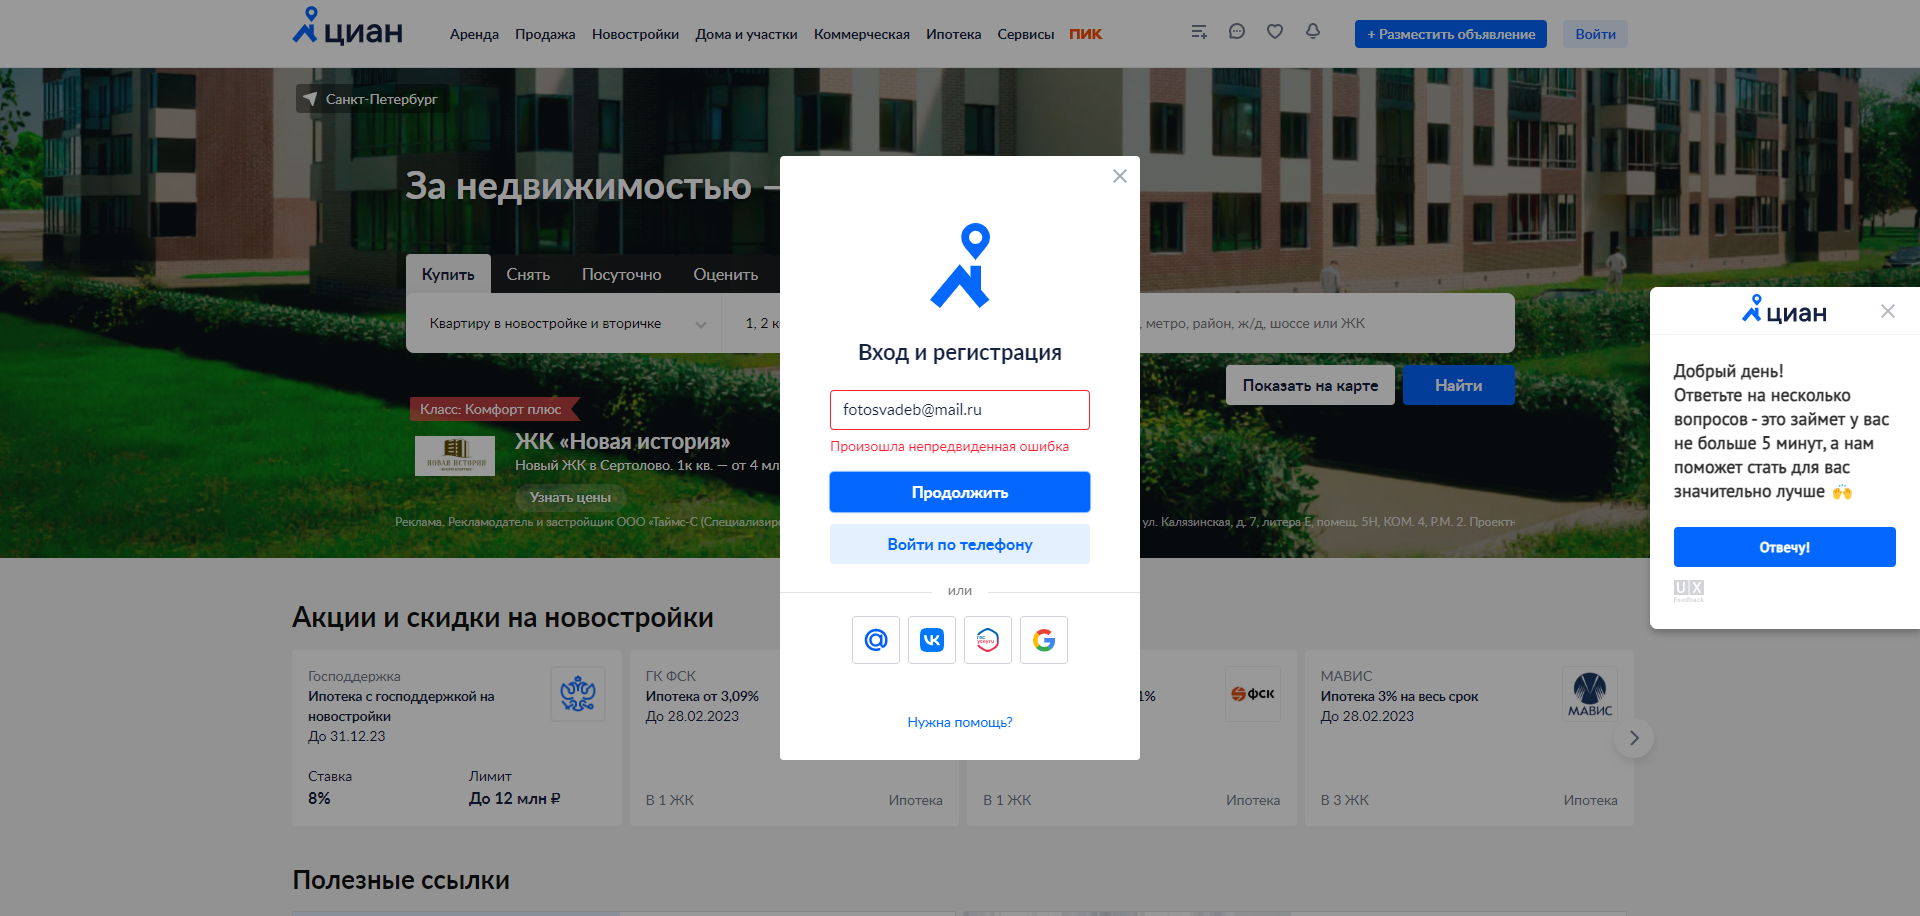 циан
Аренда Продажа Новостройки Дома и участки Коммерческая Ипотека Сервисы ПИК
+ Разместить объявление
Войти
Санкт-Петербург
За недвижимостью –
Купить Снять Посуточно Оценить
Квартиру в новостройке и вторичке
1, 2 к
, метро, район, ж/д, шоссе или ЖК
Показать на карте
Найти
Класс: Комфорт плюс
НОВАЯ ИСТОРИЯ
ЖК «Новая история»
Новый ЖК в Сертолово. 1к кв. — от 4 мл
Узнать цены
Реклама, Рекламодатель и застройщик ООО «Таймс-С (Специализир
ул. Калязинская, д. 7, литера Е, помещ. 5Н, КОМ. 4, Р.М. 2. Проектн
Вход и регистрация
fotosvadeb@mail.ru
Произошла непредвиденная ошибка
Продолжить
Войти по телефону
или
@
VK
гос
услуги
G
Нужна помощь?
циан
Добрый день!
Ответьте на несколько
вопросов - это займет у вас
не больше 5 минут, а нам
поможет стать для вас
значительно лучше 🙌
Отвечу!
UX
Feedback
Акции и скидки на новостройки
Господдержка
Ипотека с господдержкой на
новостройки
До 31.12.23
Ставка
8%
Лимит
До 12 млн ₽
ГК ФСК
Ипотека от 3,09%
До 28.02.2023
В 1 ЖК
Ипотека
1%
ФСК
В 1 ЖК
Ипотека
МАВИС
Ипотека 3% на весь срок
До 28.02.2023
МАВИС
В 3 ЖК
Ипотека
Полезные ссылки